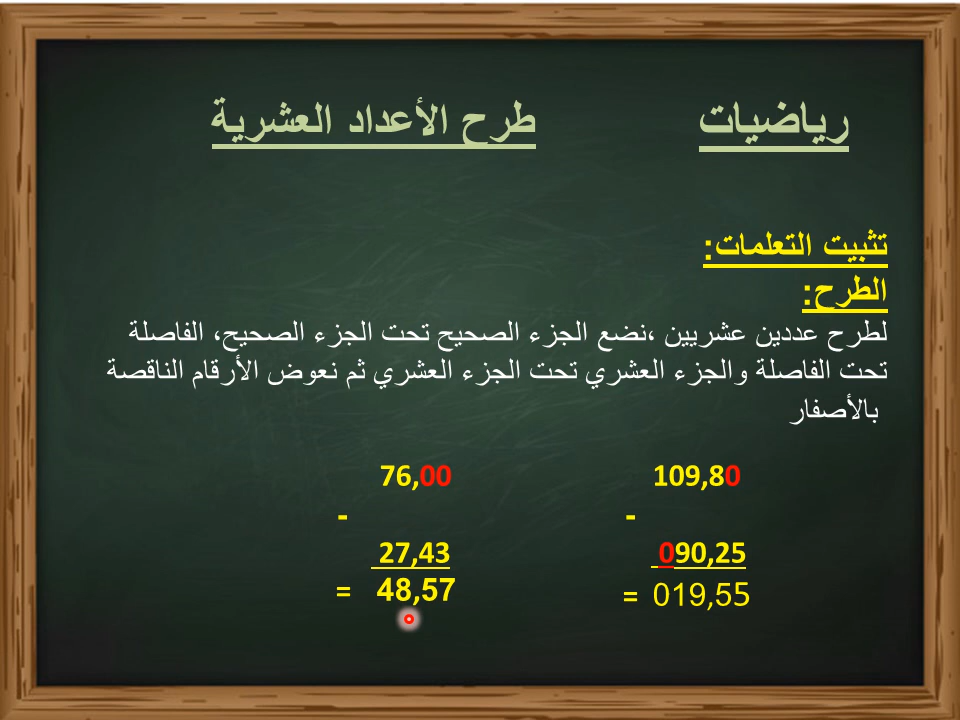 رياضيات طرح الأعداد العشرية
تثبيت التعلمات:
الطرح:
لطرح عددين عشريين ،نضع الجزء الصحيح تحت الجزء الصحيح، الفاصلة
تحت الفاصلة والجزء العشري تحت الجزء العشري ثم نعوض الأرقام الناقصة
بالأصفار
109,80
-
090,25
= 019,55
76,00
-
27,43
= 48,57